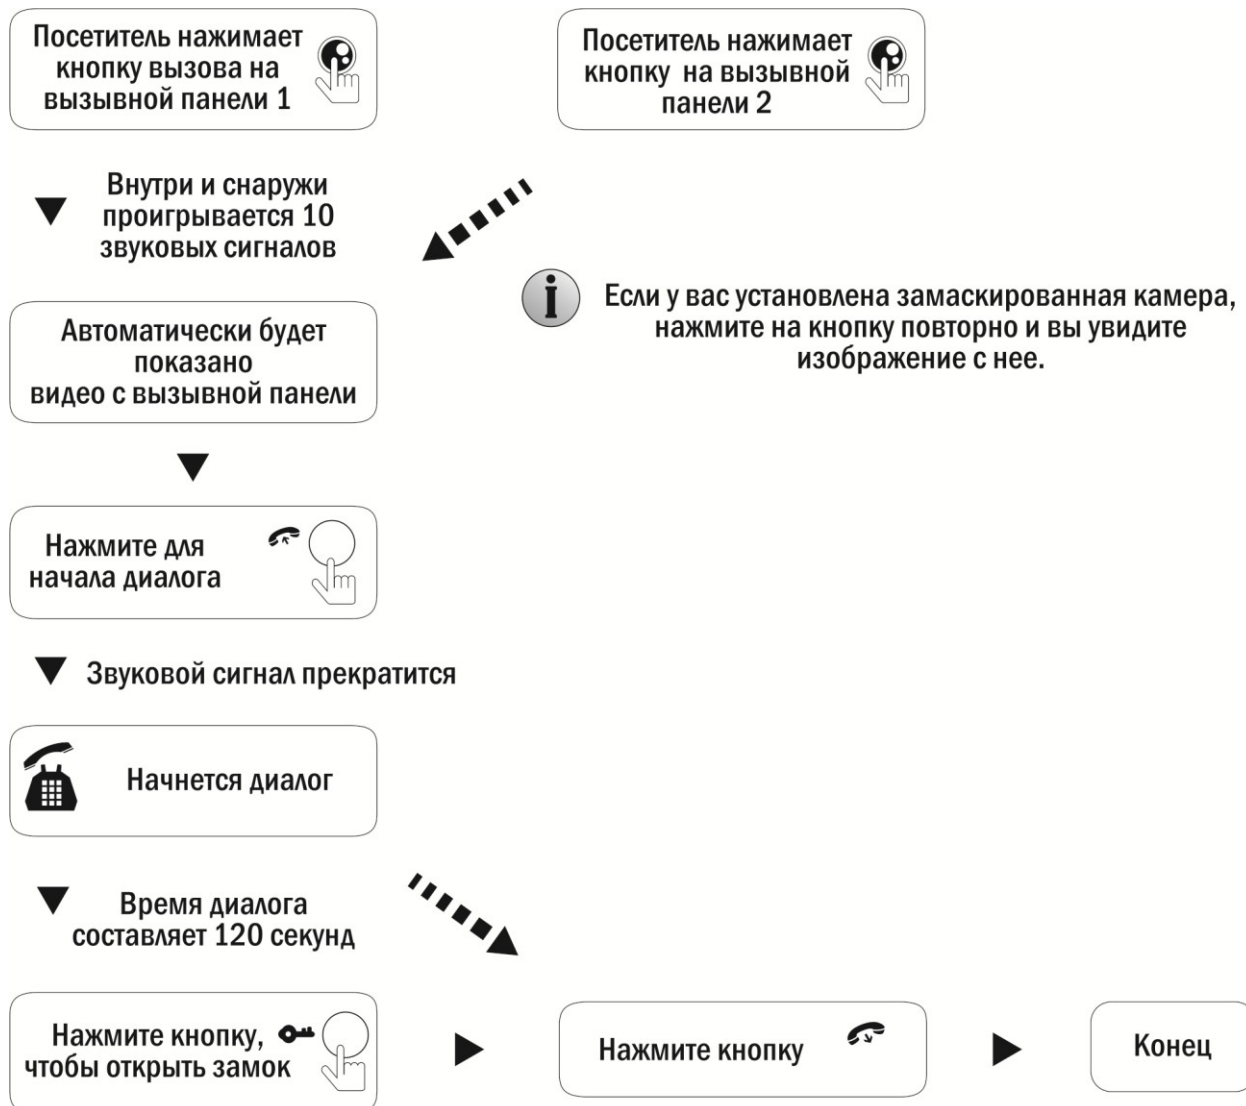 Посетитель нажимает
кнопку вызова на
вызывной панели 1
Посетитель нажимает
кнопку на вызывной
панели 2
Внутри и снаружи
проигрывается 10
звуковых сигналов
Если у вас установлена замаскированная камера,
нажмите на кнопку повторно и вы увидите
изображение с нее.
Автоматически будет
показано
видео с вызывной панели
Нажмите для
начала диалога
Звуковой сигнал прекратится
Начнется диалог
Время диалога
составляет 120 секунд
Нажмите кнопку,
чтобы открыть замок
Нажмите кнопку
Конец